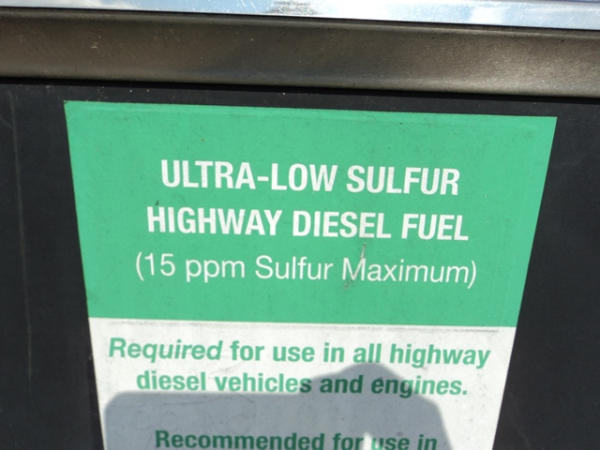 ULTRA-LOW SULFUR
HIGHWAY DIESEL FUEL
(15 ppm Sulfur Maximum)
Required for use in all highway
diesel vehicles and engines.
Recommended for use in